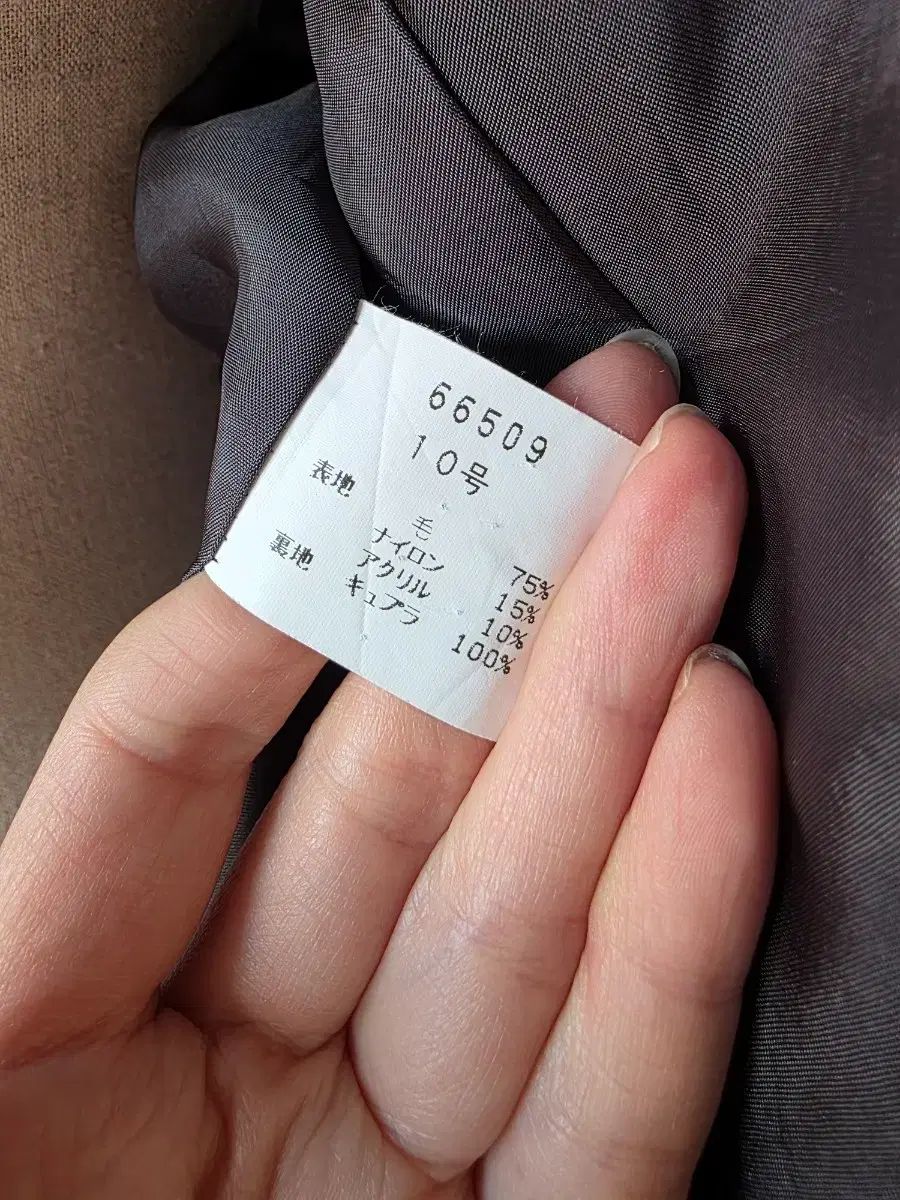 66509
10号
表地 毛 75%
ナイロン 15%
アクリル 10%
裏地 キュプラ 100%